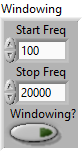 Windowing
Start Freq
100
Stop Freq
20000
Windowing?